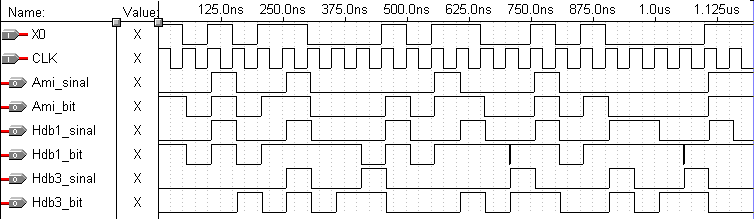 Name: Value: 125.0ns 250.0ns 375.0ns 500.0ns 625.0ns 750.0ns 875.0ns 1.0us 1.125us
X0 X
CLK X
Ami_sinal X
Ami_bit X
Hdb1_sinal X
Hdb1_bit X
Hdb3_sinal X
Hdb3_bit X